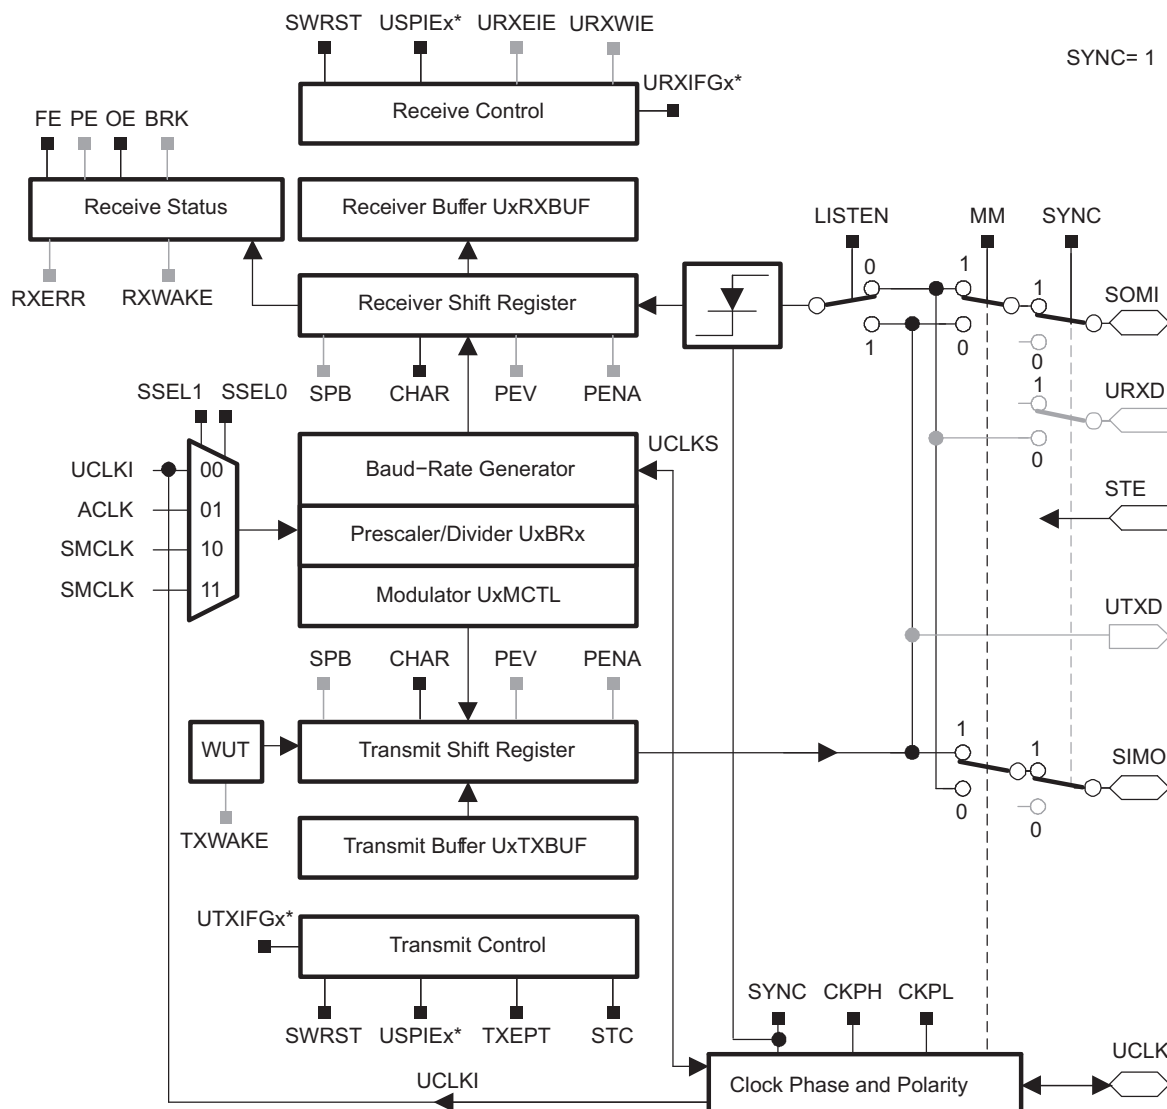 SWRST USPIEx* URXEIE URXWIE
SYNC= 1
URXIFGx*
Receive Control
FE PE OE BRK
Receive Status
Receiver Buffer UxRXBUF
LISTEN MM SYNC
RXERR RXWAKE
Receiver Shift Register
0 1 1
SOMI
1 0 0
SPB CHAR PEV PENA
1
URXD
0
SSEL1 SSEL0
UCLKS
UCLKI 00
Baud−Rate Generator
ACLK 01
Prescaler/Divider UxBRx
STE
SMCLK 10
SMCLK 11
Modulator UxMCTL
UTXD
SPB CHAR PEV PENA
WUT
Transmit Shift Register
1 1
SIMO
0 0
TXWAKE
Transmit Buffer UxTXBUF
UTXIFGx*
Transmit Control
SWRST USPIEx* TXEPT STC
SYNC CKPH CKPL
UCLKI
Clock Phase and Polarity
UCLK